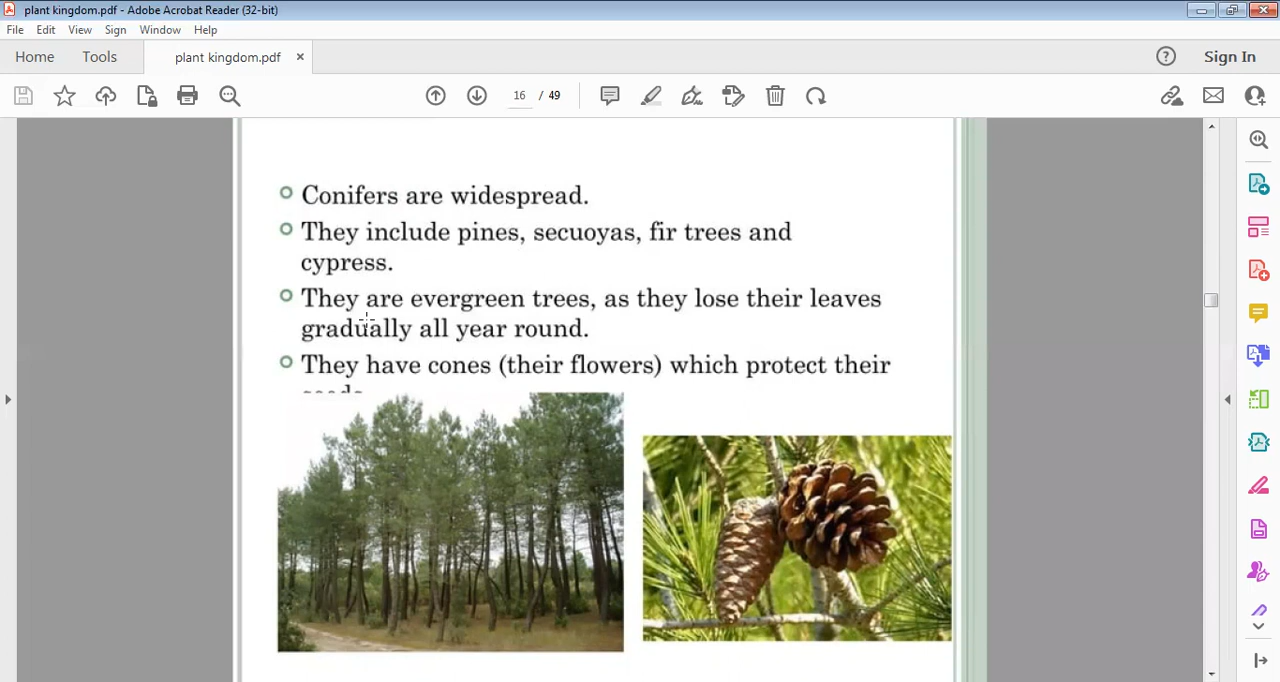 plant kingdom.pdf - Adobe Acrobat Reader (32-bit)
File Edit View Sign Window Help
Home Tools plant kingdom.pdf × Sign In
16 / 49
Conifers are widespread.
They include pines, secuoyas, fir trees and
cypress.
They are evergreen trees, as they lose their leaves
gradually all year round.
They have cones (their flowers) which protect their